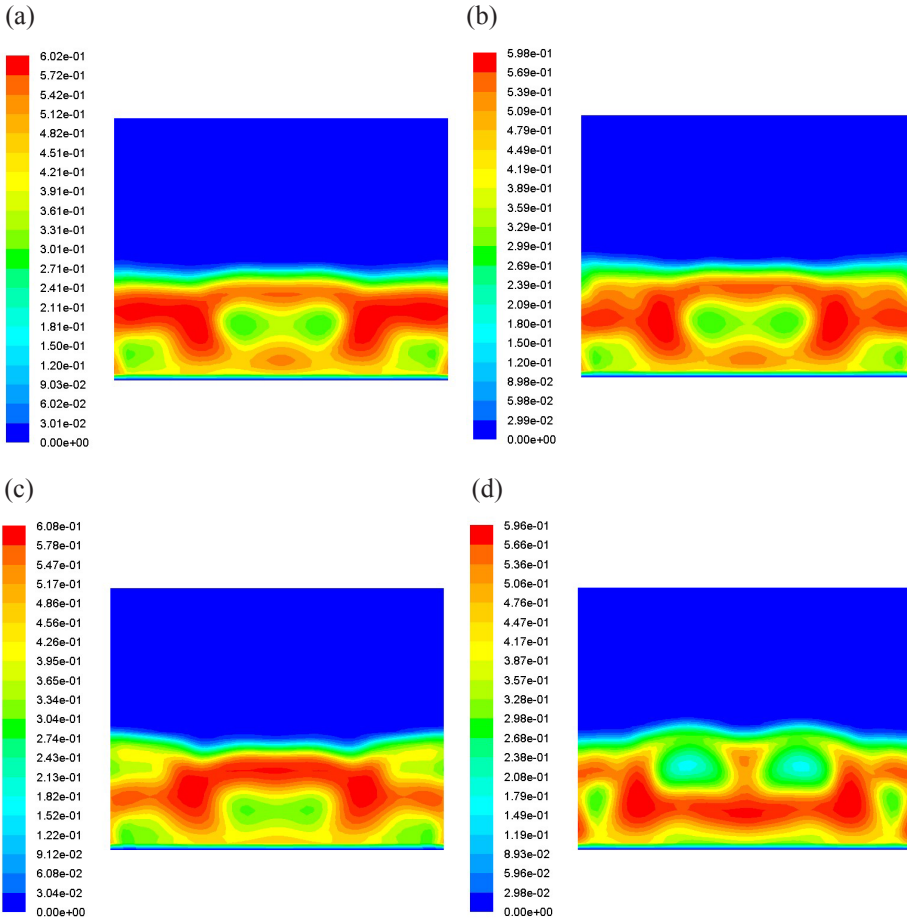 (a)
6.02e-01
5.72e-01
5.42e-01
5.12e-01
4.82e-01
4.51e-01
4.21e-01
3.91e-01
3.61e-01
3.31e-01
3.01e-01
2.71e-01
2.41e-01
2.11e-01
1.81e-01
1.50e-01
1.20e-01
9.03e-02
6.02e-02
3.01e-02
0.00e+00
(b)
5.98e-01
5.69e-01
5.39e-01
5.09e-01
4.79e-01
4.49e-01
4.19e-01
3.89e-01
3.59e-01
3.29e-01
2.99e-01
2.69e-01
2.39e-01
2.09e-01
1.80e-01
1.50e-01
1.20e-01
8.98e-02
5.98e-02
2.99e-02
0.00e+00
(c)
6.08e-01
5.78e-01
5.47e-01
5.17e-01
4.86e-01
4.56e-01
4.26e-01
3.95e-01
3.65e-01
3.34e-01
3.04e-01
2.74e-01
2.43e-01
2.13e-01
1.82e-01
1.52e-01
1.22e-01
9.12e-02
6.08e-02
3.04e-02
0.00e+00
(d)
5.96e-01
5.66e-01
5.36e-01
5.06e-01
4.76e-01
4.47e-01
4.17e-01
3.87e-01
3.57e-01
3.28e-01
2.98e-01
2.68e-01
2.38e-01
2.08e-01
1.79e-01
1.49e-01
1.19e-01
8.93e-02
5.96e-02
2.98e-02
0.00e+00